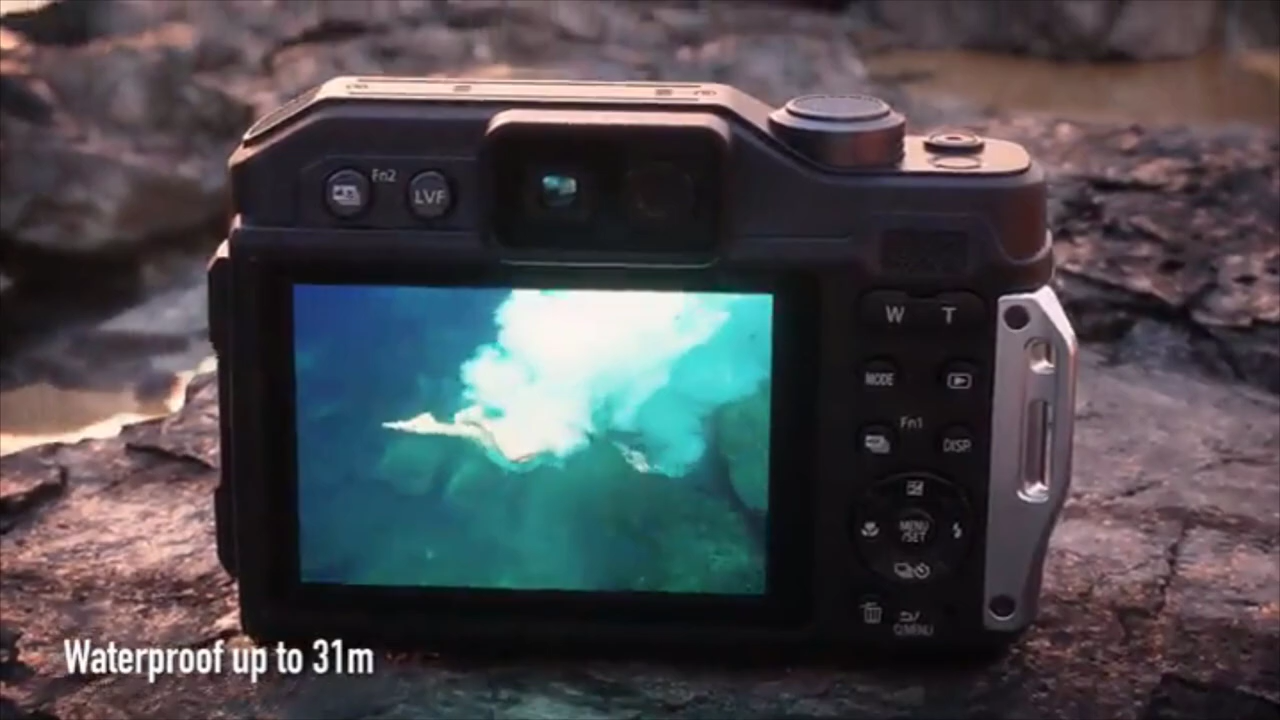 Fn2
LVF
W T
MODE
Fn1
DISP.
MENU
/SET
Q.MENU
Waterproof up to 31m